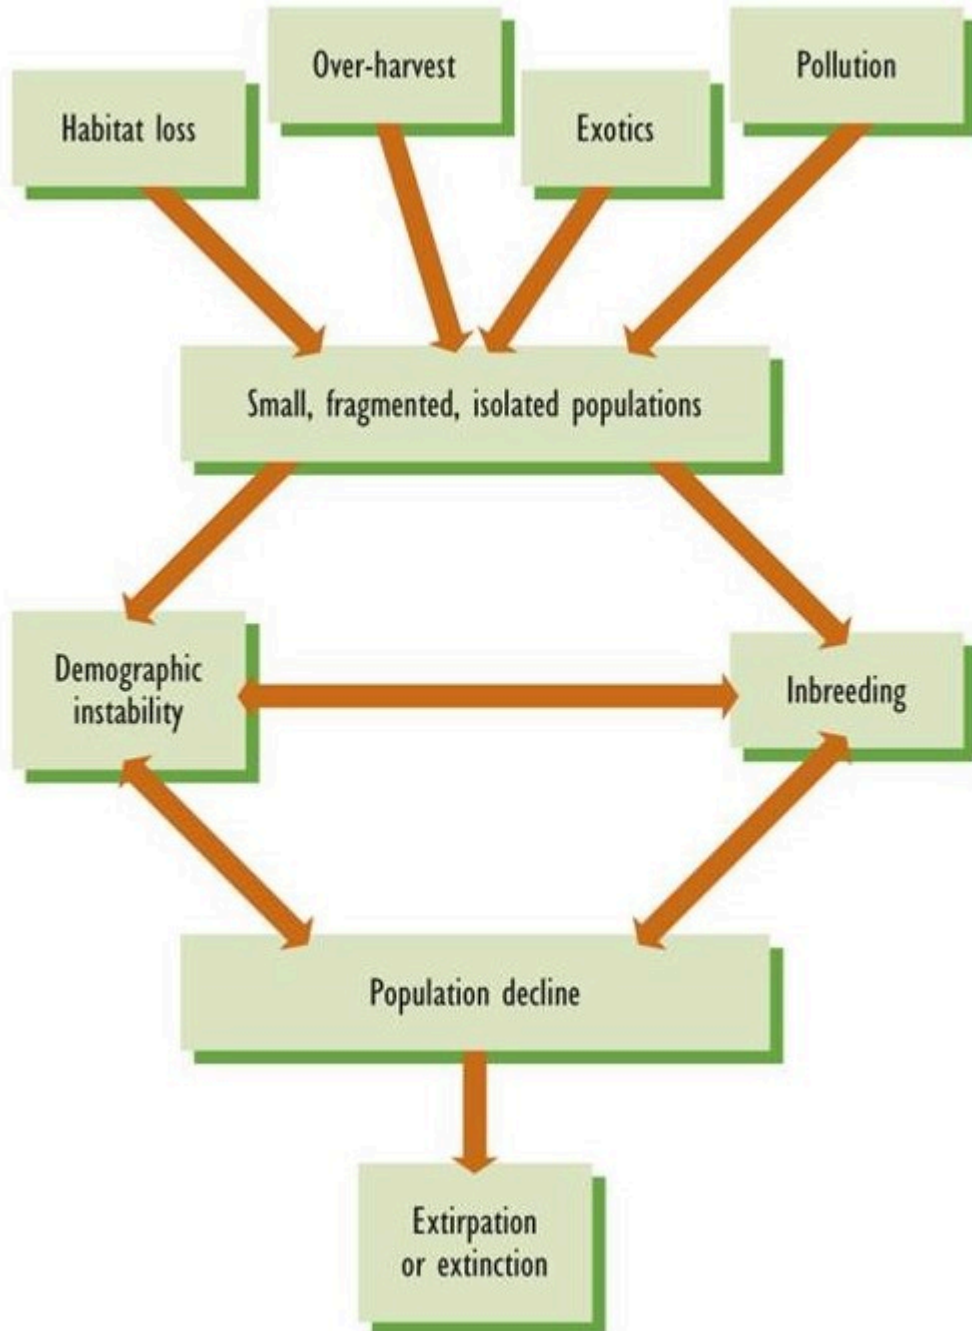 Over-harvest
Pollution
Habitat loss
Exotics
Small, fragmented, isolated populations
Demographic
instability
Inbreeding
Population decline
Extirpation
or extinction